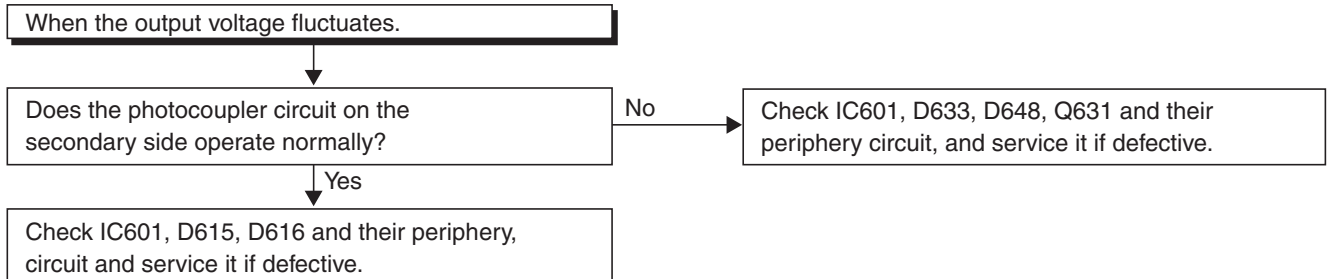 When the output voltage fluctuates.
Does the photocoupler circuit on the
secondary side operate normally?
No
Check IC601, D633, D648, Q631 and their
periphery circuit, and service it if defective.
Yes
Check IC601, D615, D616 and their periphery,
circuit and service it if defective.